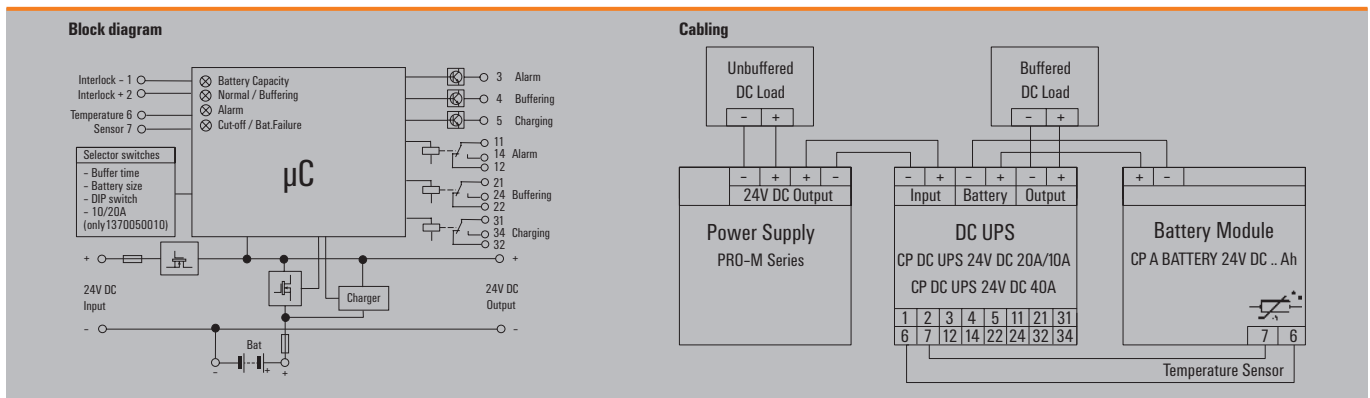 Block diagram
Interlock - 1
Interlock + 2
Temperature 6
Sensor 7
Selector switches
- Buffer time
- Battery size
- DIP switch
- 10/20A
(only1370050010)
Battery Capacity
Normal / Buffering
Alarm
Cut-off / Bat.Failure
µC
3 Alarm
4 Buffering
5 Charging
11
14 Alarm
12
21
24 Buffering
22
31
34 Charging
32
+
+
24V DC
Input
Charger
24V DC
Output
-
-
Bat
- + +
Cabling
Unbuffered
DC Load
- +
Buffered
DC Load
- +
- + + -
24V DC Output
Power Supply
PRO-M Series
- + - + - +
Input Battery Output
DC UPS
CP DC UPS 24V DC 20A/10A
CP DC UPS 24V DC 40A
1 2 3 4 5 11 21 31
6 7 12 14 22 24 32 34
+ -
Battery Module
CP A BATTERY 24V DC .. Ah
7 6
Temperature Sensor